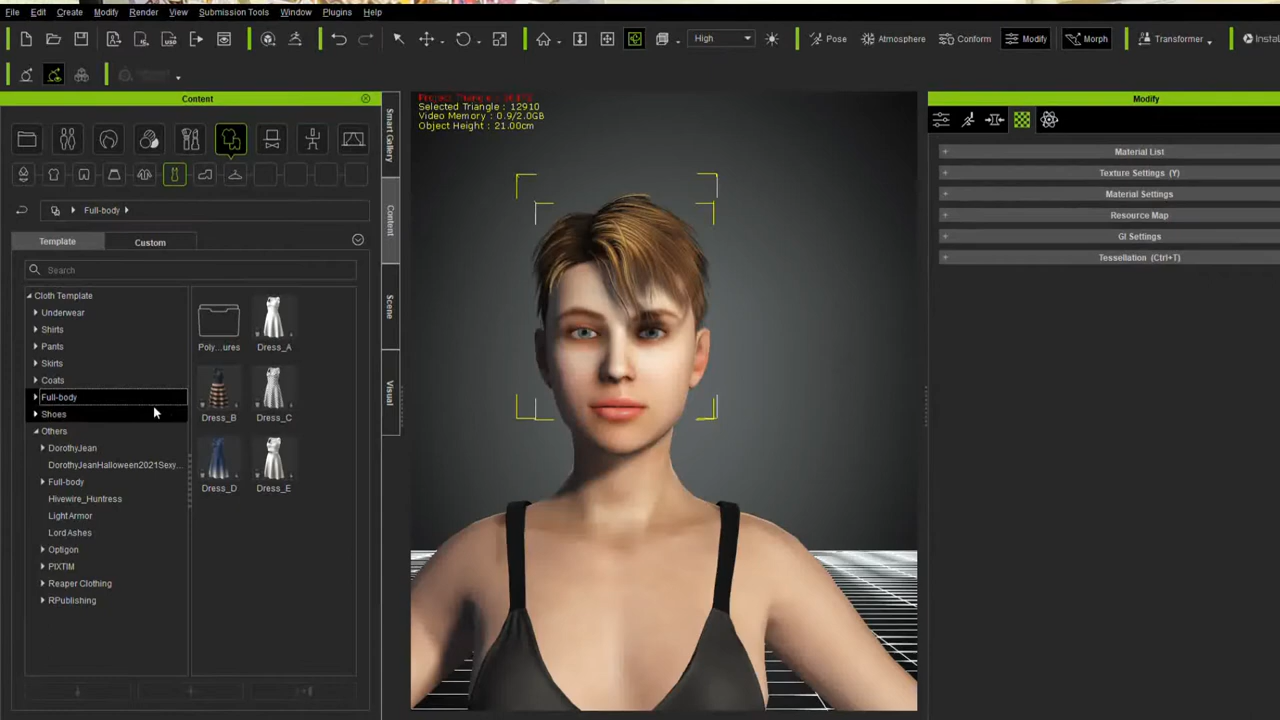 File Edit Create Modify Render View Submission Tools Window Plugins Help
High Pose Atmosphere Conform Modify Morph Transformer
Content
Smart Gallery
Content
Scene
Visual
Full-body
Template Custom
Search
Cloth Template
Underwear
Shirts
Pants
Skirts
Coats
Full-body
Shoes
Others
DorothyJean
DorothyJeanHalloween2021Sexy...
Full-body
Hivewire_Huntress
Light Armor
Lord Ashes
Optigon
PIXTIM
Reaper Clothing
RPublishing
Poly...ures Dress_A
Dress_B Dress_C
Dress_D Dress_E
Selected Triangle : 12910
Video Memory : 0.9/2.0GB
Object Height : 21.00cm
Modify
Material List
Texture Settings (Y)
Material Settings
Resource Map
GI Settings
Tessellation (Ctrl+T)